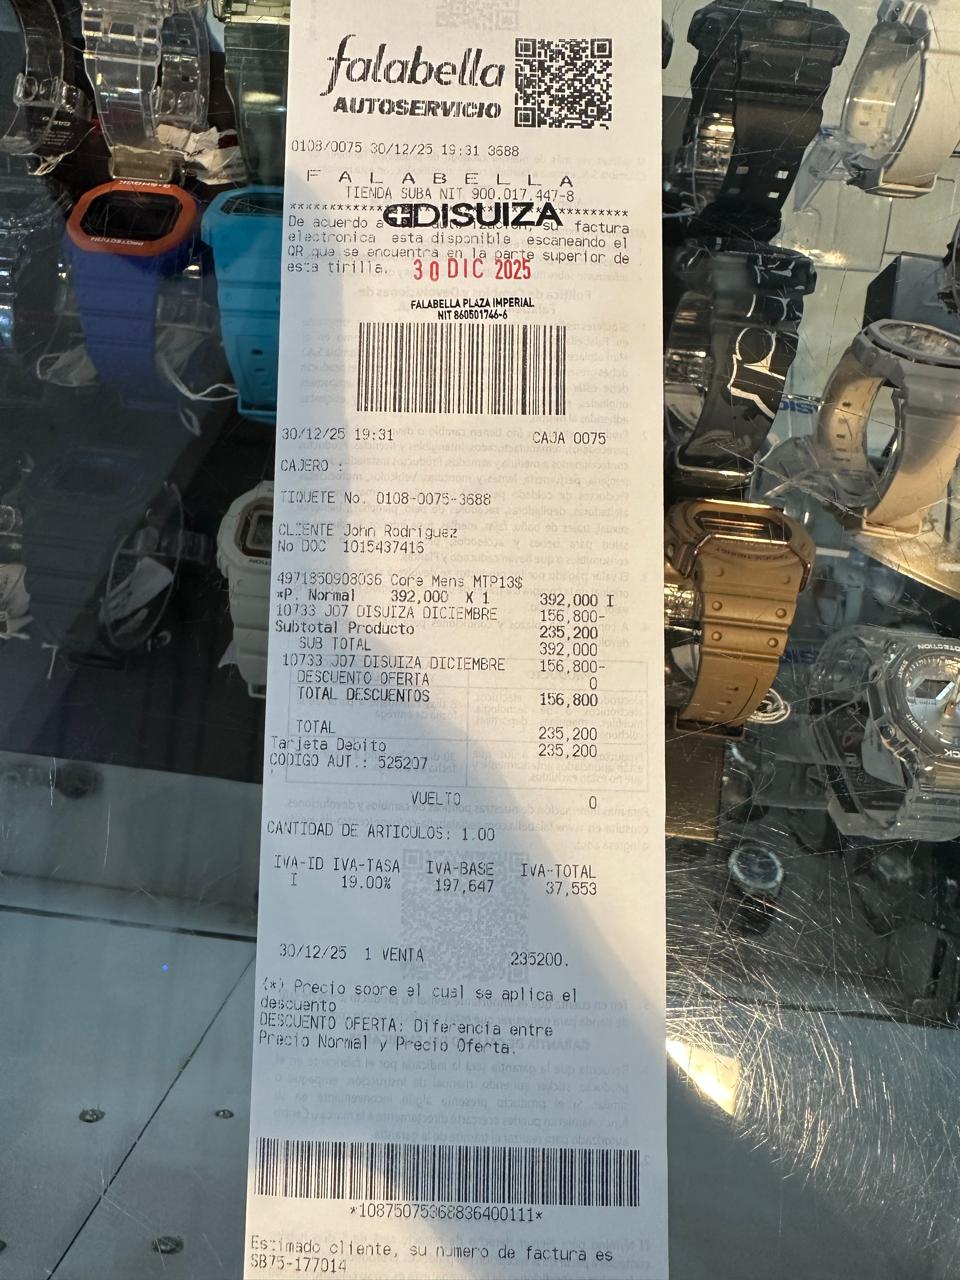 falabella
AUTOSERVICIO
0108/0075 30/12/25 19:31 3688
F A L A B E L L A
TIENDA SUBA NIT 900.017.447-8
************************************
DISUIZA
De acuerdo a su factura
electronica esta disponible escaneando el
QR que se encuentra en la parte superior de
esta tirilla.
30 DIC 2025
FALABELLA PLAZA IMPERIAL
NIT 860501746-6
30/12/25 19:31 CAJA 0075
CAJERO :
TIQUETE No. 0108-0075-3688
CLIENTE John Rodriguez
No DOC 1015437416
4971850908036 Core Mens MTP13$
*P. Normal 392,000 X 1 392,000 I
10733 J07 DISUIZA DICIEMBRE 156,800-
Subtotal Producto 235,200
SUB TOTAL 392,000
10733 J07 DISUIZA DICIEMBRE 156,800-
DESCUENTO OFERTA 0
TOTAL DESCUENTOS 156,800
TOTAL 235,200
Tarjeta Debito 235,200
CODIGO AUT.: 525207
VUELTO 0
CANTIDAD DE ARTICULOS: 1.00
IVA-ID IVA-TASA IVA-BASE IVA-TOTAL
I 19.00% 197,647 37,553
30/12/25 1 VENTA 235200.
(*) Precio sobre el cual se aplica el
descuento
DESCUENTO OFERTA: Diferencia entre
Precio Normal y Precio Oferta.
*10875075368836400111*
Estimado cliente, su numero de factura es
SB75-177014
G-SHOCK
PROTECTION
CASIO
PROTECTION
LIGHT